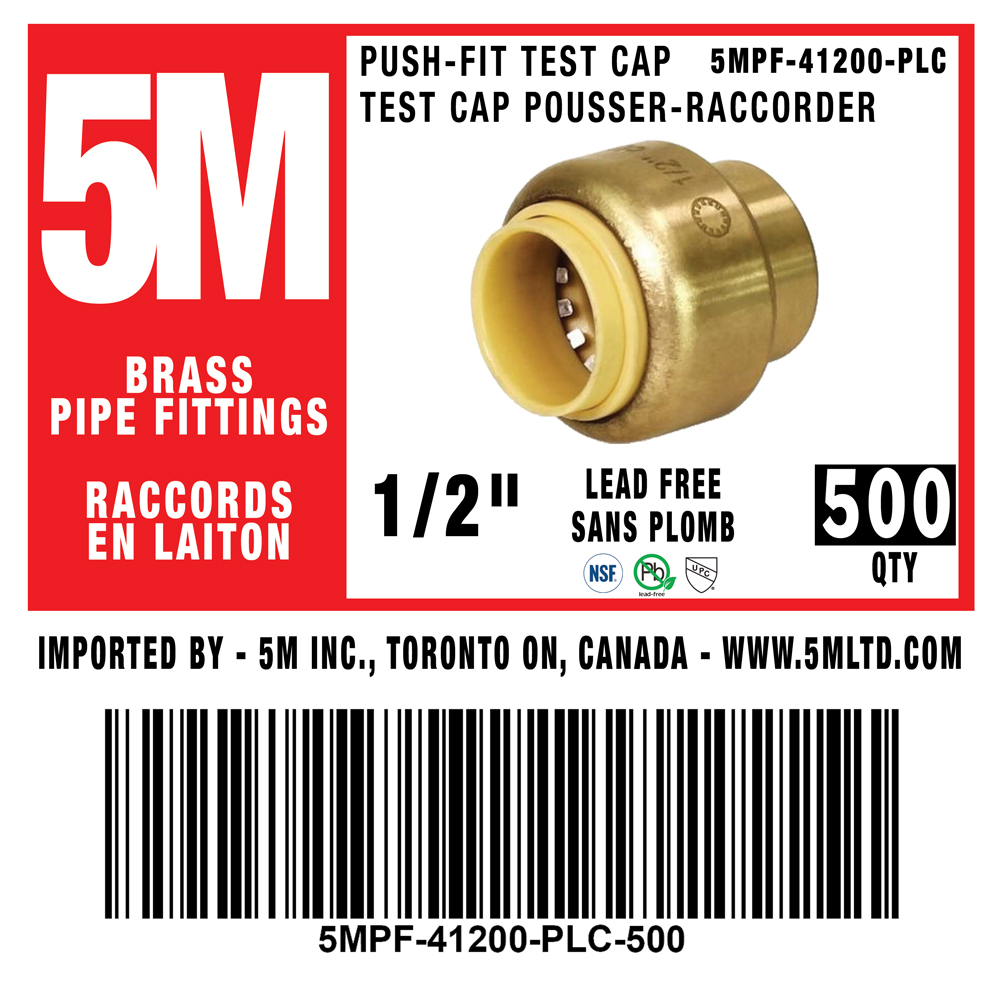 5M
BRASS
PIPE FITTINGS
RACCORDS
EN LAITON
PUSH-FIT TEST CAP 5MPF-41200-PLC
TEST CAP POUSSER-RACCORDER
1/2"
1/2"
LEAD FREE
SANS PLOMB
NSF.
Pb
lead-free
UPC
®
500
QTY
IMPORTED BY - 5M INC., TORONTO ON, CANADA - WWW.5MLTD.COM
5MPF-41200-PLC-500